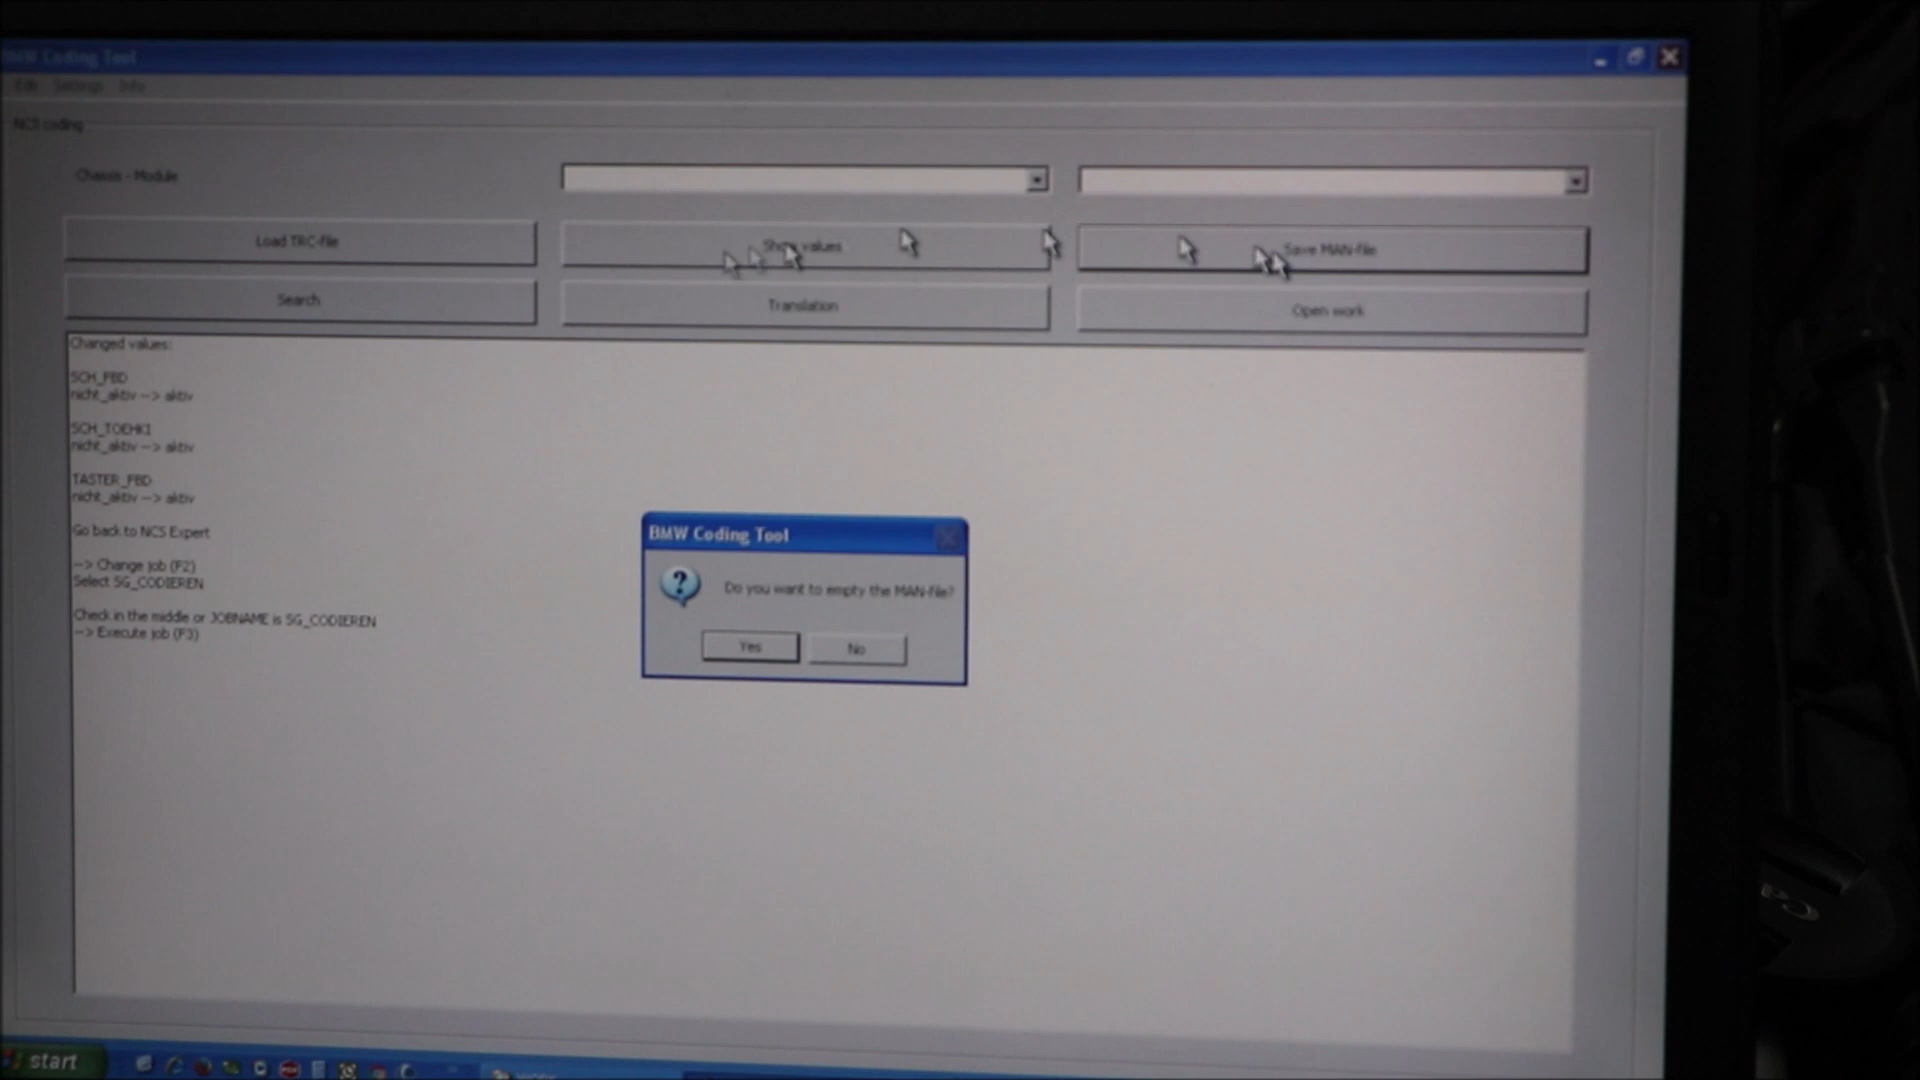 BMW Coding Tool
Edit Settings Info
NCS coding
Chassis - Module
Load TRC-file
Show values
Save MAN-file
Search
Translation
Open work
Changed values:
SCH_FBD
nicht_aktiv --> aktiv
SCH_TOEHKI
nicht_aktiv --> aktiv
TASTER_FBD
nicht_aktiv --> aktiv
Go back to NCS Expert
--> Change job (F2)
Select SG_CODIEREN
Check in the middle or JOBNAME is SG_CODIEREN
--> Execute job (F3)
BMW Coding Tool
Do you want to empty the MAN-file?
Yes
No
start